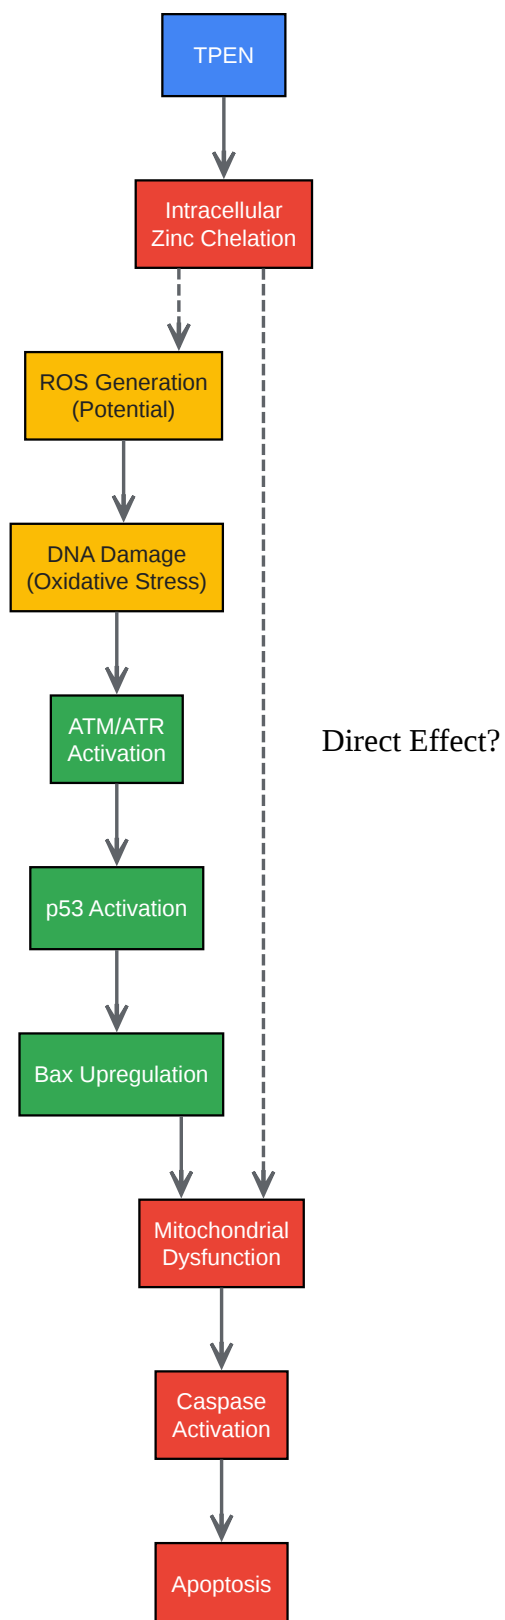 TPEN
Intracellular
Zinc Chelation
ROS Generation
(Potential)
DNA Damage
(Oxidative Stress)
ATM/ATR
Activation
Direct Effect?
p53 Activation
Bax Upregulation
Mitochondrial
Dysfunction
Caspase
Activation
Apoptosis